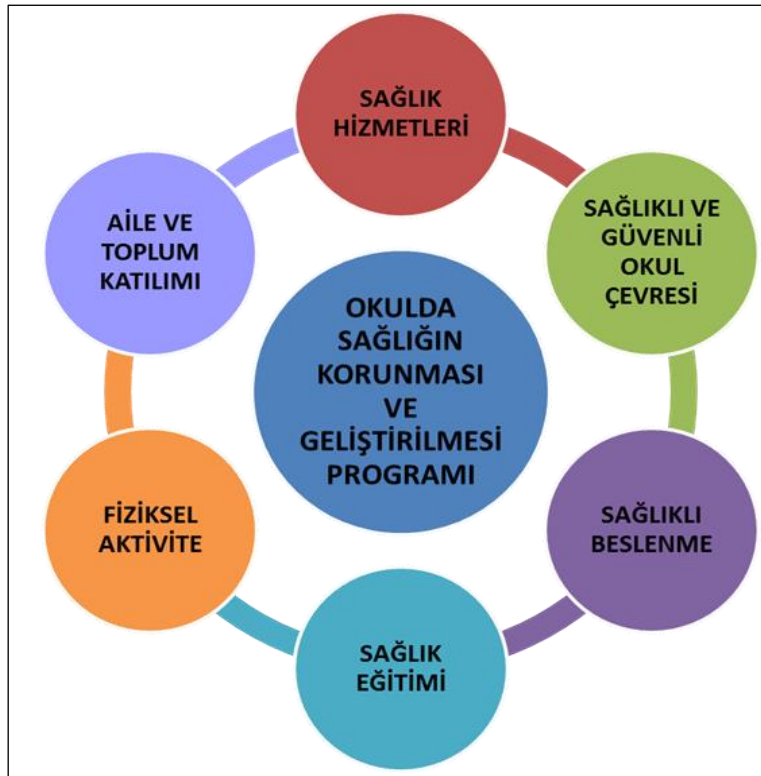 SAĞLIK
HİZMETLERİ
SAĞLIKLI VE
GÜVENLİ
OKUL
ÇEVRESİ
SAĞLIKLI
BESLENME
SAĞLIK
EĞİTİMİ
FİZİKSEL
AKTİVİTE
AİLE VE
TOPLUM
KATILIMI
OKULDA
SAĞLIĞIN
KORUNMASI
VE
GELİŞTİRİLMESİ
PROGRAMI